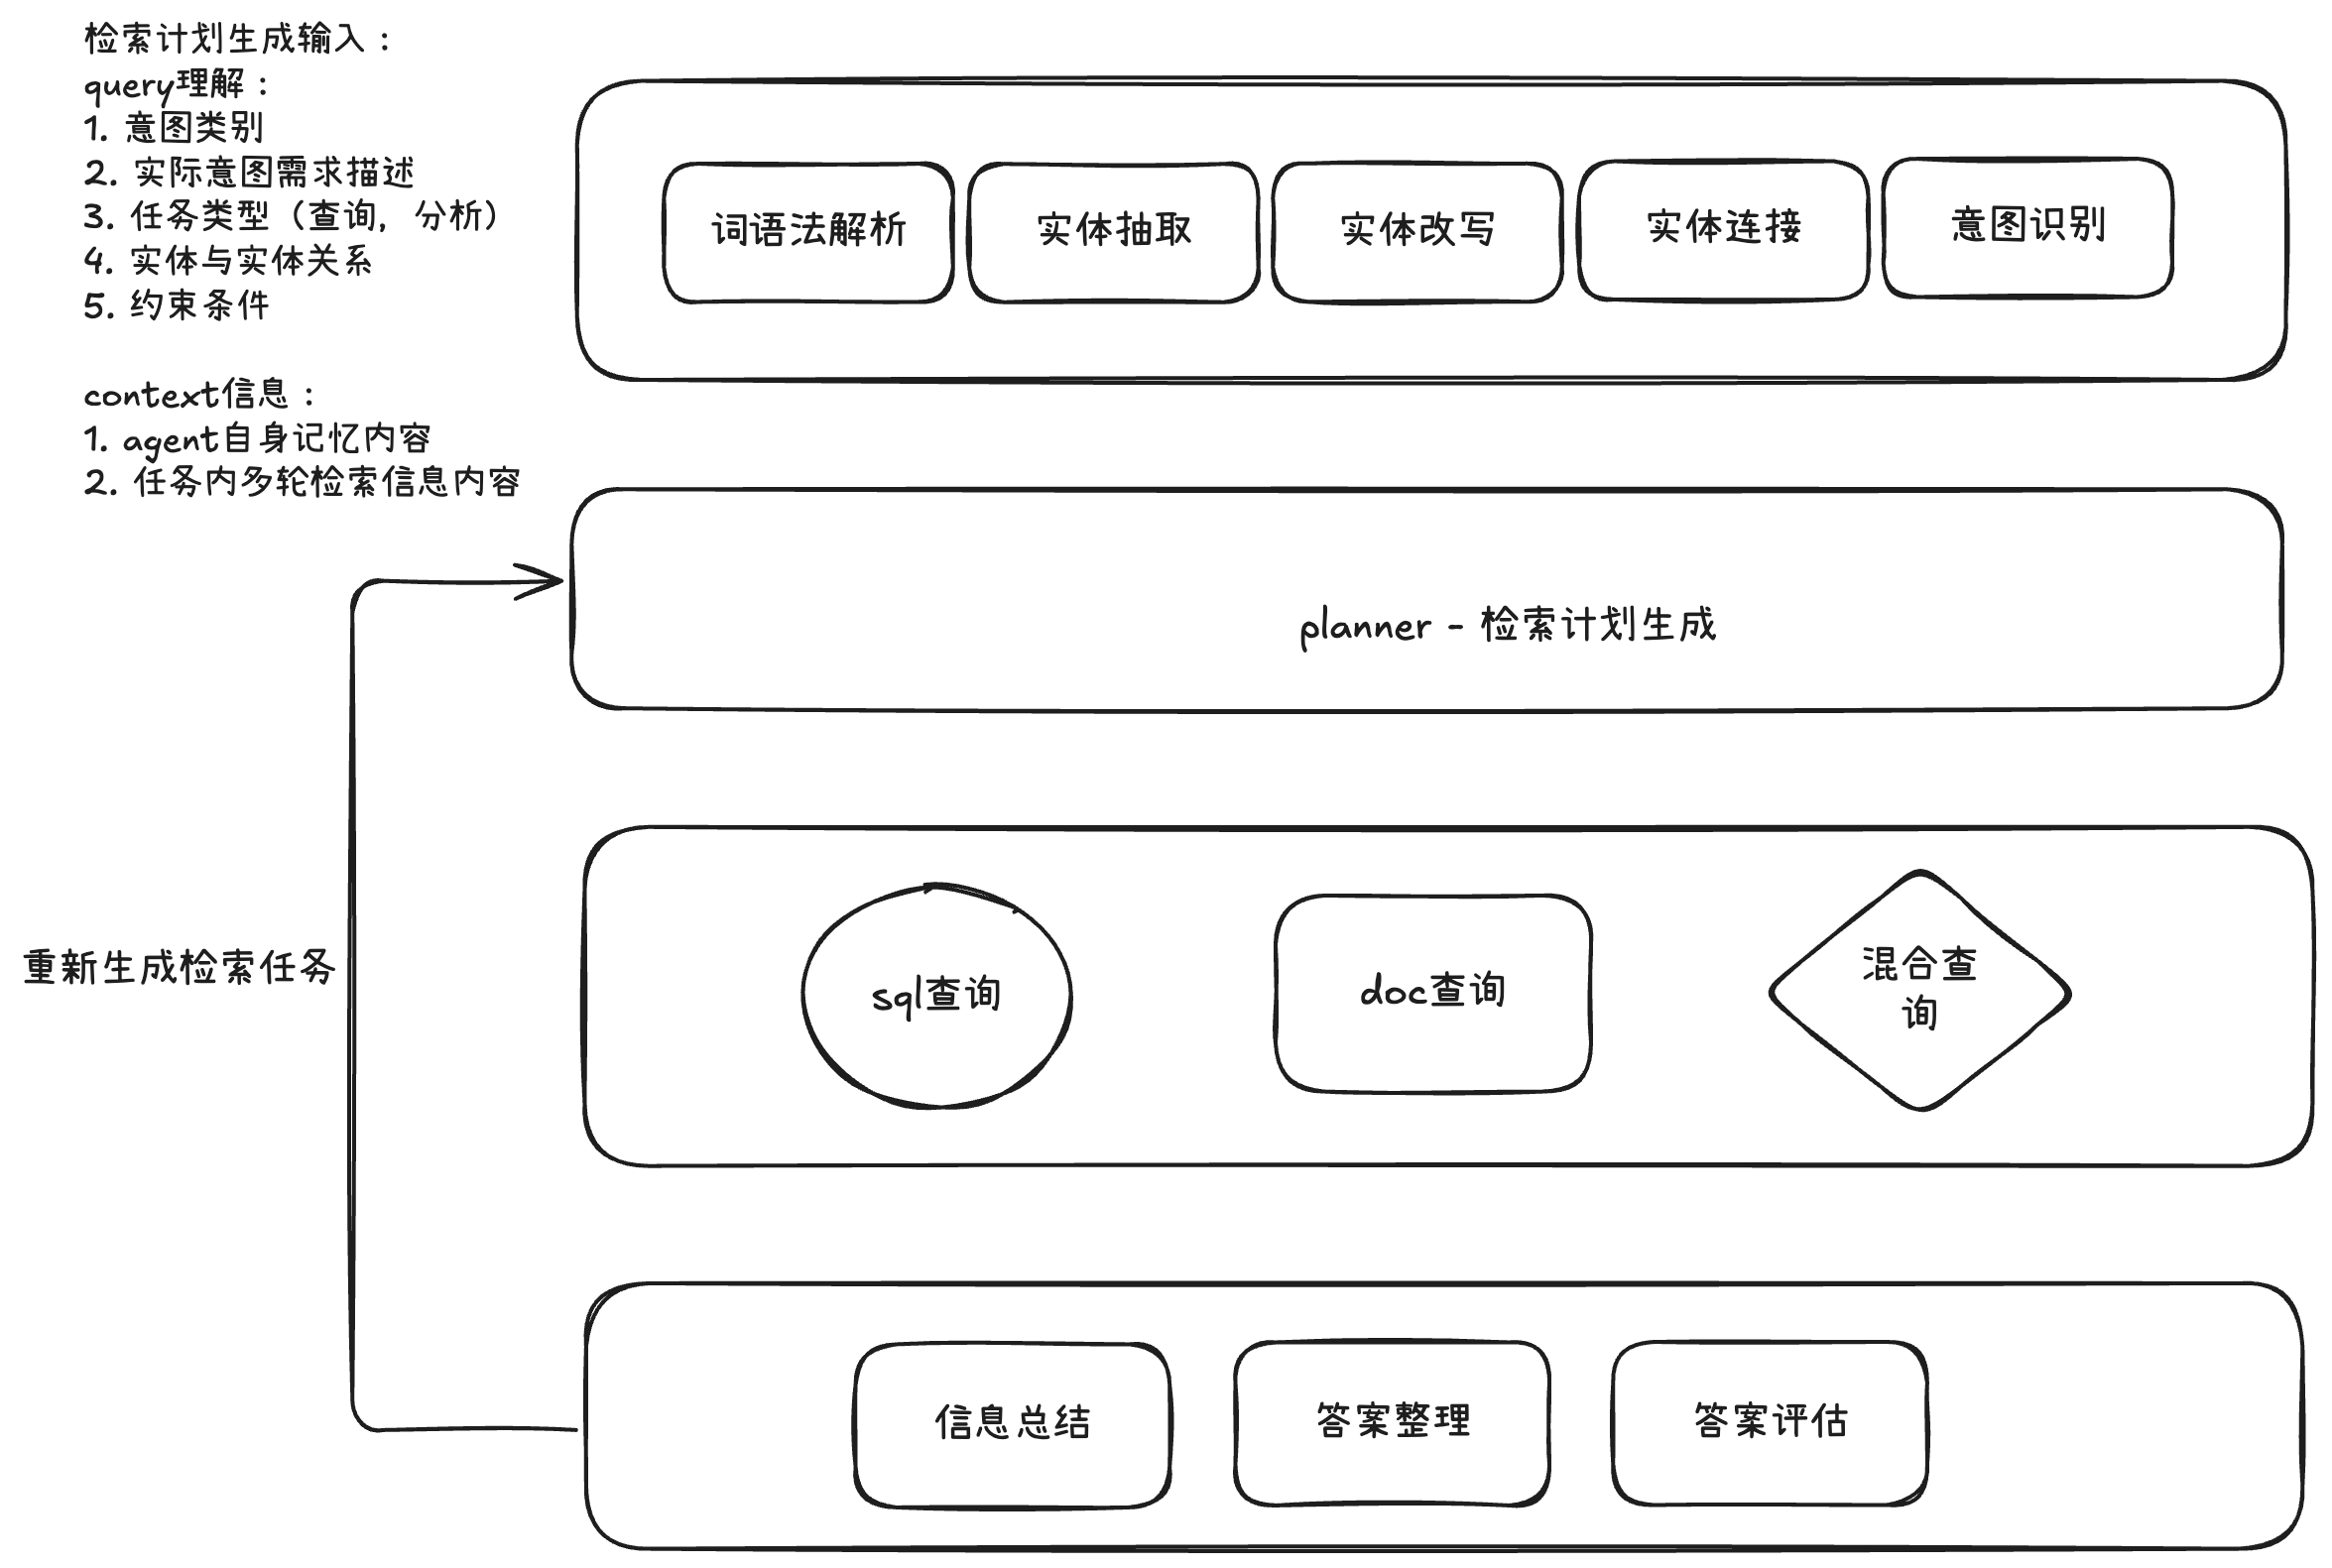 检索计划生成输入：
query理解：
1. 意图类别
2. 实际意图需求描述
3. 任务类型（查询，分析）
4. 实体与实体关系
5. 约束条件
context信息：
1. agent自身记忆内容
2. 任务内多轮检索信息内容
词语法解析
实体抽取
实体改写
实体连接
意图识别
planner - 检索计划生成
重新生成检索任务
sql查询
doc查询
混合查
询
信息总结
答案整理
答案评估